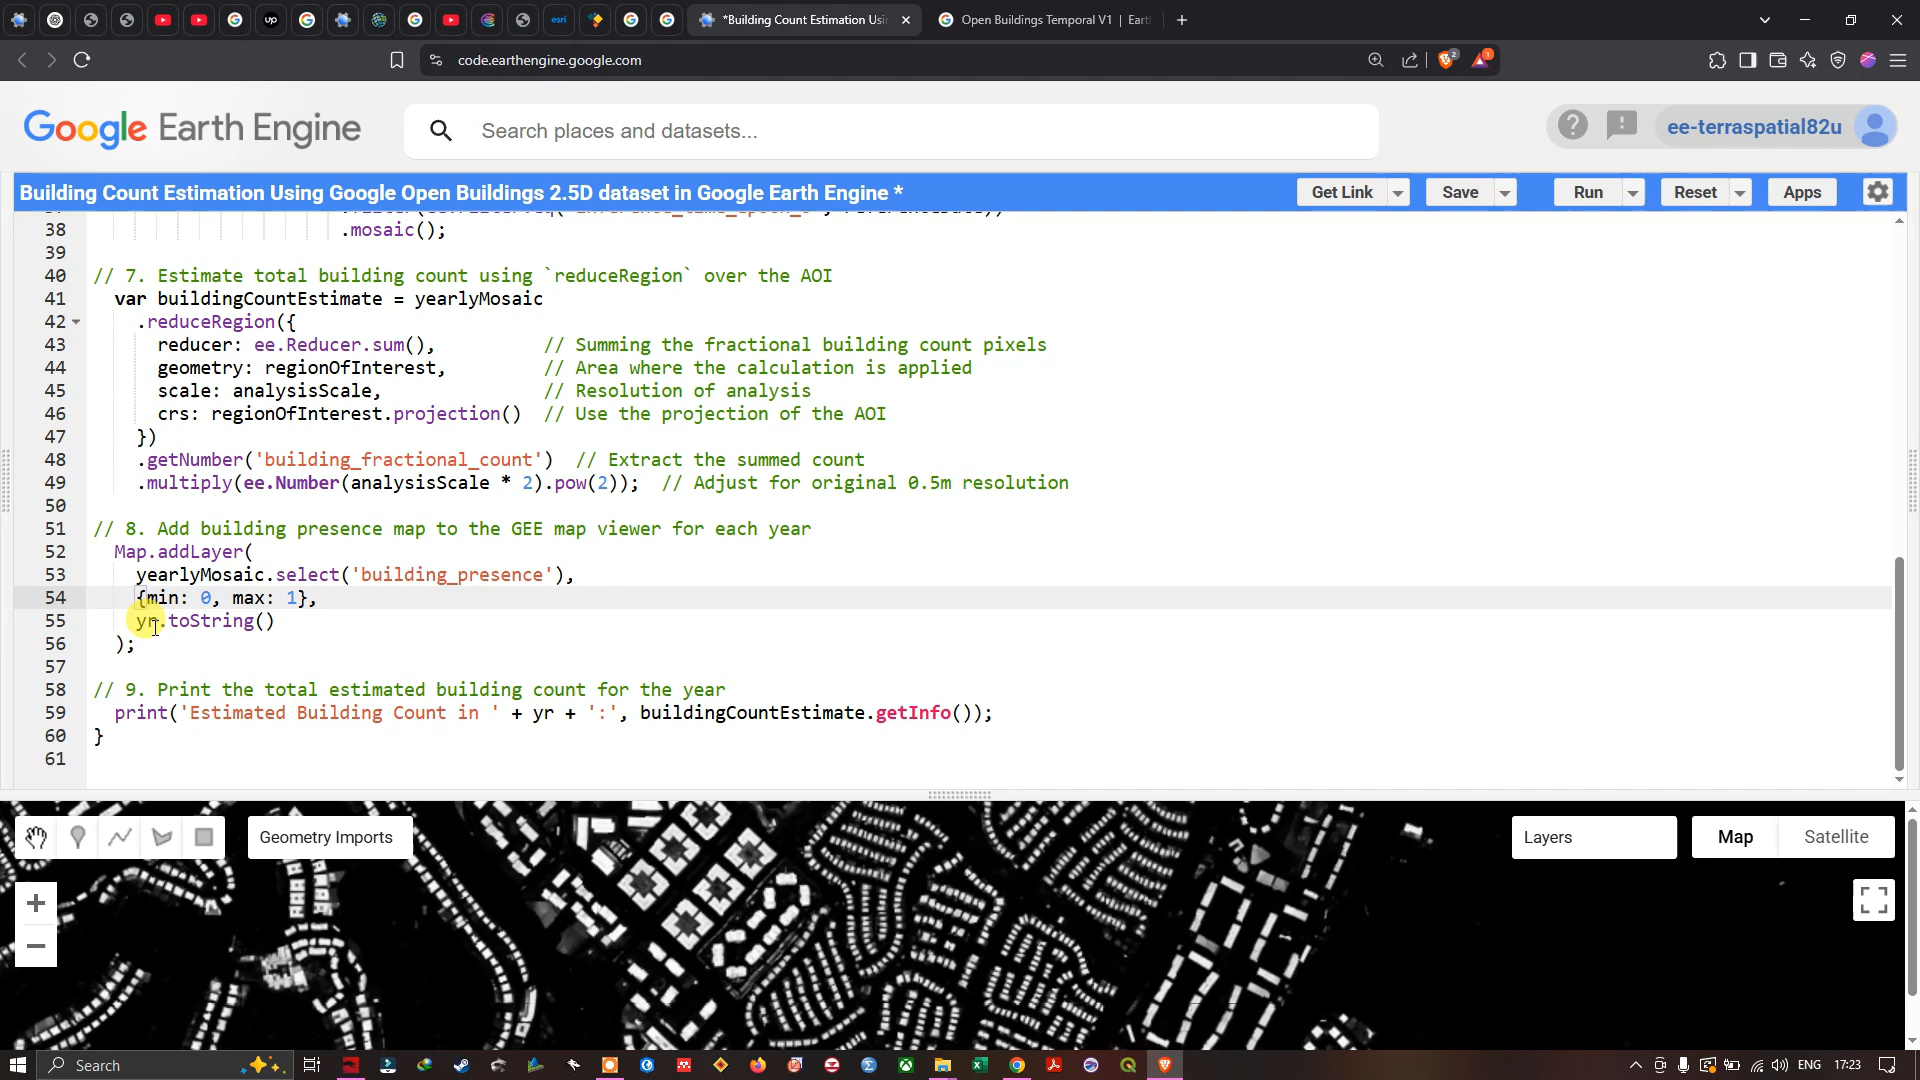 *Building Count Estimation Usi
Open Buildings Temporal V1 | Eart
code.earthengine.google.com
Google Earth Engine
Search places and datasets...
ee-terraspatial82u
Building Count Estimation Using Google Open Buildings 2.5D dataset in Google Earth Engine *
Get Link
Save
Run
Reset
Apps
38 .mosaic();
39
40 // 7. Estimate total building count using `reduceRegion` over the AOI
41 var buildingCountEstimate = yearlyMosaic
42 .reduceRegion({
43 reducer: ee.Reducer.sum(), // Summing the fractional building count pixels
44 geometry: regionOfInterest, // Area where the calculation is applied
45 scale: analysisScale, // Resolution of analysis
46 crs: regionOfInterest.projection() // Use the projection of the AOI
47 })
48 .getNumber('building_fractional_count') // Extract the summed count
49 .multiply(ee.Number(analysisScale * 2).pow(2)); // Adjust for original 0.5m resolution
50
51 // 8. Add building presence map to the GEE map viewer for each year
52 Map.addLayer(
53 yearlyMosaic.select('building_presence'),
54 {min: 0, max: 1},
55 yr.toString()
56 );
57
58 // 9. Print the total estimated building count for the year
59 print('Estimated Building Count in ' + yr + ':', buildingCountEstimate.getInfo());
60 }
61
Geometry Imports
Layers
Map
Satellite
Search
ENG
17:23